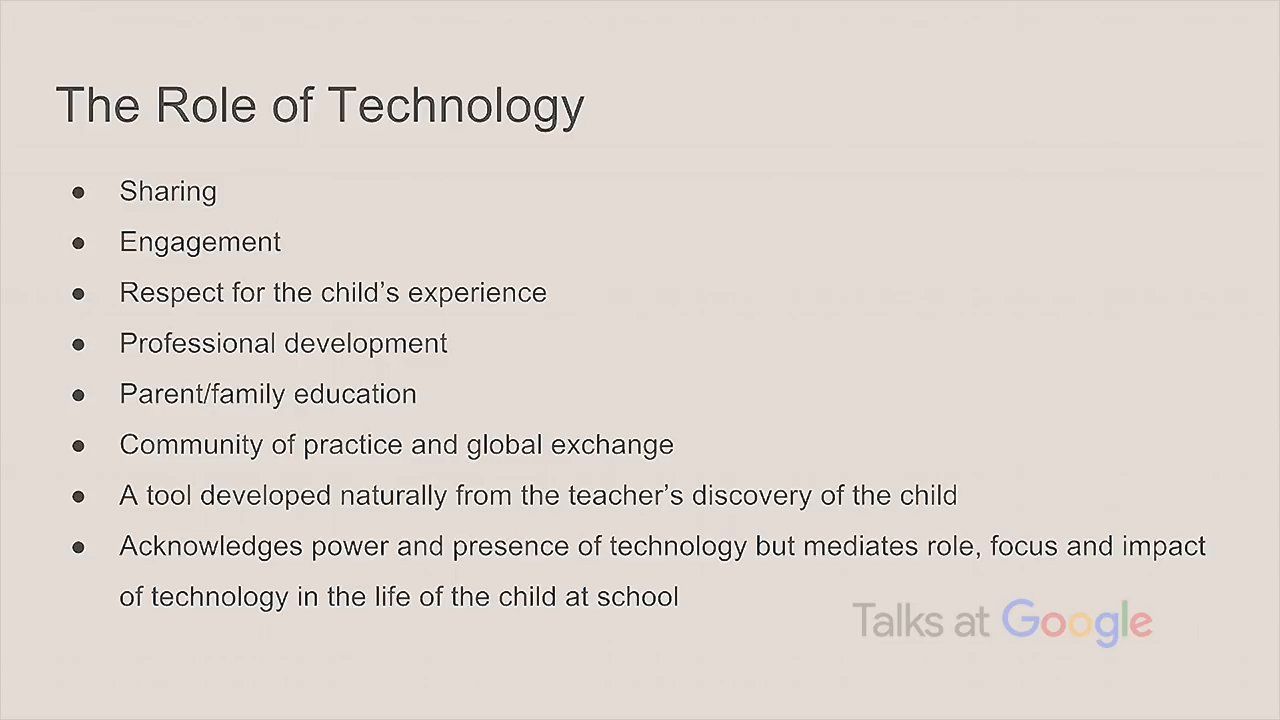 The Role of Technology
● Sharing
● Engagement
● Respect for the child’s experience
● Professional development
● Parent/family education
● Community of practice and global exchange
● A tool developed naturally from the teacher’s discovery of the child
● Acknowledges power and presence of technology but mediates role, focus and impact
of technology in the life of the child at school
Talks at Google